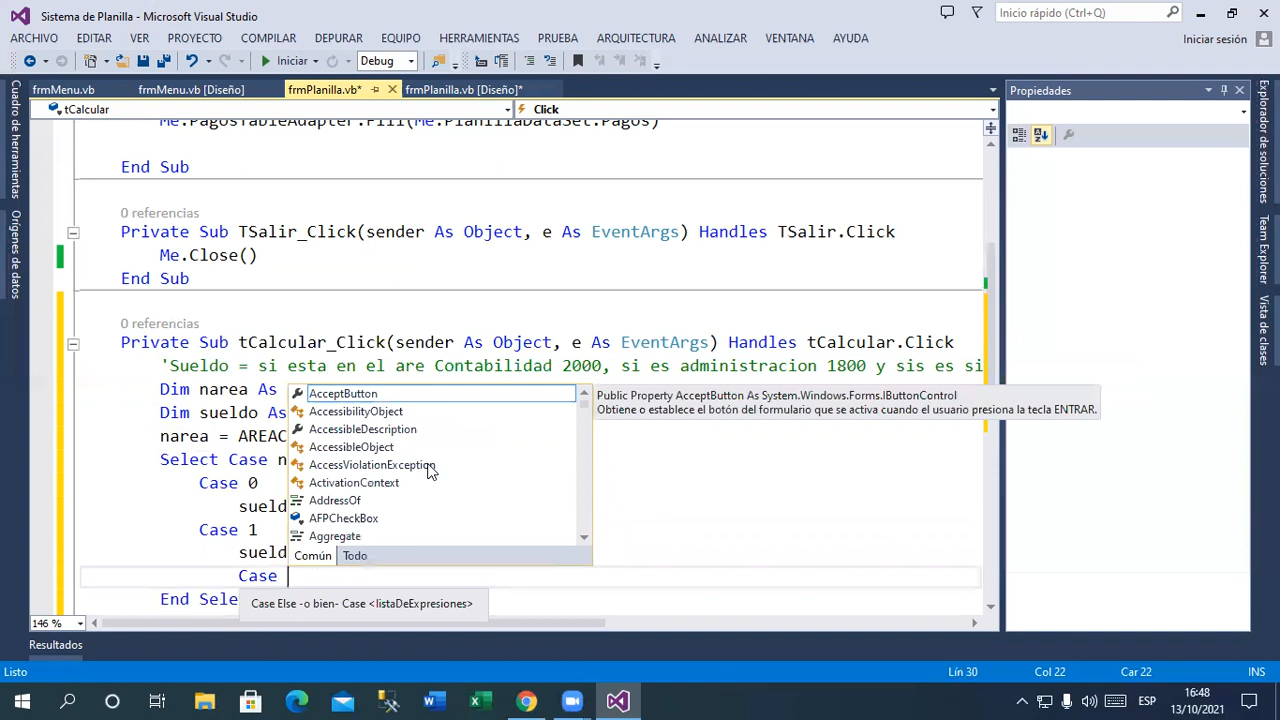 Sistema de Planilla - Microsoft Visual Studio
Inicio rápido (Ctrl+Q)
ARCHIVO EDITAR VER PROYECTO COMPILAR DEPURAR EQUIPO HERRAMIENTAS PRUEBA ARQUITECTURA ANALIZAR VENTANA AYUDA
Iniciar sesión
Iniciar Debug
frmMenu.vb frmMenu.vb [Diseño] frmPlanilla.vb* frmPlanilla.vb [Diseño]*
tCalcular Click
Cuadro de herramientas
Orígenes de datos
Me.PagosTableAdapter.Fill(Me.PlanillaDataSet.Pagos)
End Sub
0 referencias
Private Sub TSalir_Click(sender As Object, e As EventArgs) Handles TSalir.Click
Me.Close()
End Sub
0 referencias
Private Sub tCalcular_Click(sender As Object, e As EventArgs) Handles tCalcular.Click
'Sueldo = si esta en el are Contabilidad 2000, si es administracion 1800 y sis es si
Dim narea As
Dim sueldo As
narea = AREAC
Select Case n
Case 0
sueld
Case 1
sueld
Case
End Sele
AcceptButton
AccessibilityObject
AccessibleDescription
AccessibleObject
AccessViolationException
ActivationContext
AddressOf
AFPCheckBox
Aggregate
Común Todo
Public Property AcceptButton As System.Windows.Forms.IButtonControl
Obtiene o establece el botón del formulario que se activa cuando el usuario presiona la tecla ENTRAR.
Case Else -o bien- Case <listaDeExpresiones>
146 %
Propiedades
Explorador de soluciones
Team Explorer
Vista de clases
Resultados
Listo Lín 30 Col 22 Car 22 INS
ESP
16:48
13/10/2021